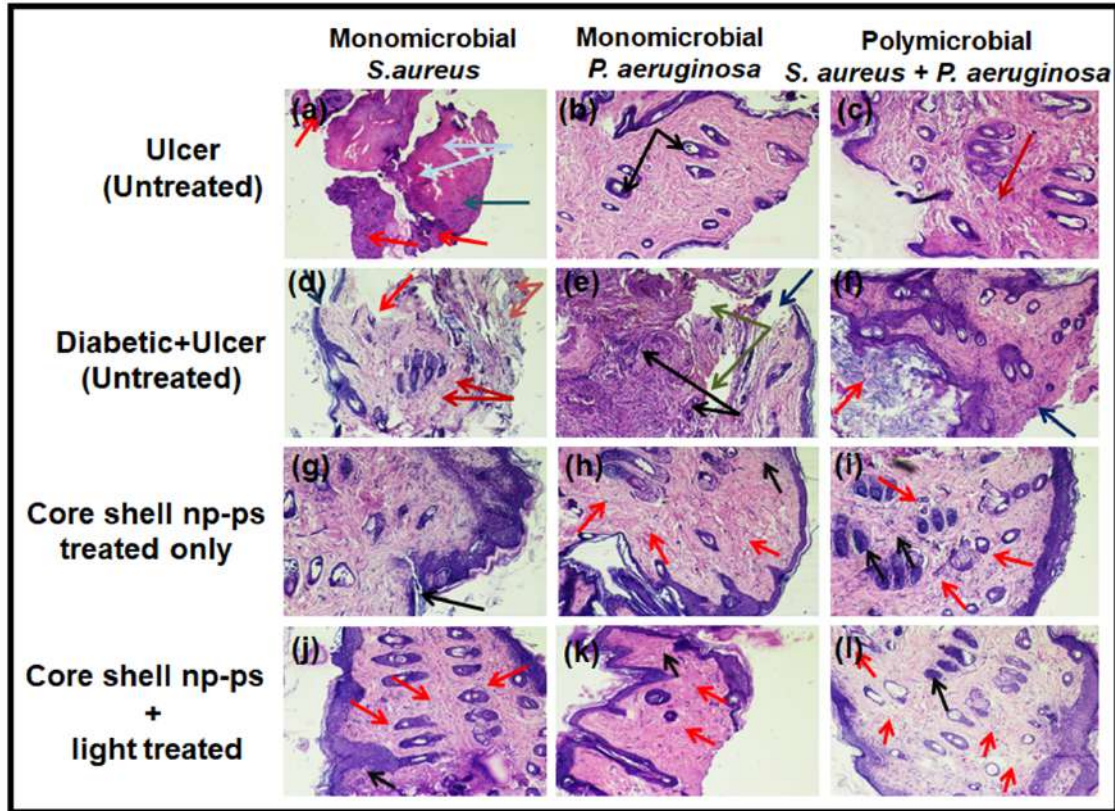 Monomicrobial
S.aureus
Monomicrobial
P. aeruginosa
Polymicrobial
S. aureus + P. aeruginosa
Ulcer
(Untreated)
(a)
(b)
(c)
Diabetic+Ulcer
(Untreated)
(d)
(e)
(f)
Core shell np-ps
treated only
(g)
(h)
(i)
Core shell np-ps
+
light treated
(j)
(k)
(l)